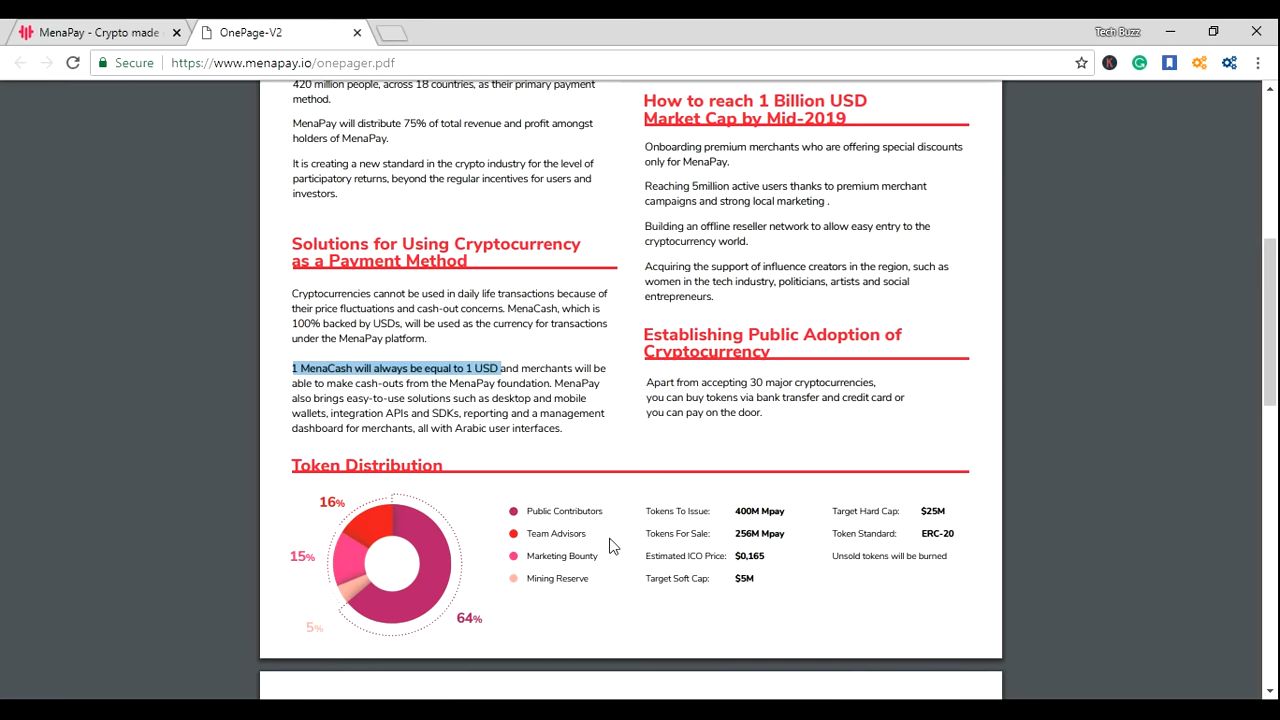 MenaPay - Crypto made
OnePage-V2
Tech Buzz
Secure
https://www.menapay.io/onepager.pdf
420 million people, across 18 countries, as their primary payment
method.
MenaPay will distribute 75% of total revenue and profit amongst
holders of MenaPay.
It is creating a new standard in the crypto industry for the level of
participatory returns, beyond the regular incentives for users and
investors.
Solutions for Using Cryptocurrency
as a Payment Method
Cryptocurrencies cannot be used in daily life transactions because of
their price fluctuations and cash-out concerns. MenaCash, which is
100% backed by USDs, will be used as the currency for transactions
under the MenaPay platform.
1 MenaCash will always be equal to 1 USD and merchants will be
able to make cash-outs from the MenaPay foundation. MenaPay
also brings easy-to-use solutions such as desktop and mobile
wallets, integration APIs and SDKs, reporting and a management
dashboard for merchants, all with Arabic user interfaces.
How to reach 1 Billion USD
Market Cap by Mid-2019
Onboarding premium merchants who are offering special discounts
only for MenaPay.
Reaching 5million active users thanks to premium merchant
campaigns and strong local marketing .
Building an offline reseller network to allow easy entry to the
cryptocurrency world.
Acquiring the support of influence creators in the region, such as
women in the tech industry, politicians, artists and social
entrepreneurs.
Establishing Public Adoption of
Cryptocurrency
Apart from accepting 30 major cryptocurrencies,
you can buy tokens via bank transfer and credit card or
you can pay on the door.
Token Distribution
16%
15%
5%
64%
Public Contributors
Team Advisors
Marketing Bounty
Mining Reserve
Tokens To Issue: 400M Mpay
Tokens For Sale: 256M Mpay
Estimated ICO Price: $0,165
Target Soft Cap: $5M
Target Hard Cap: $25M
Token Standard: ERC-20
Unsold tokens will be burned